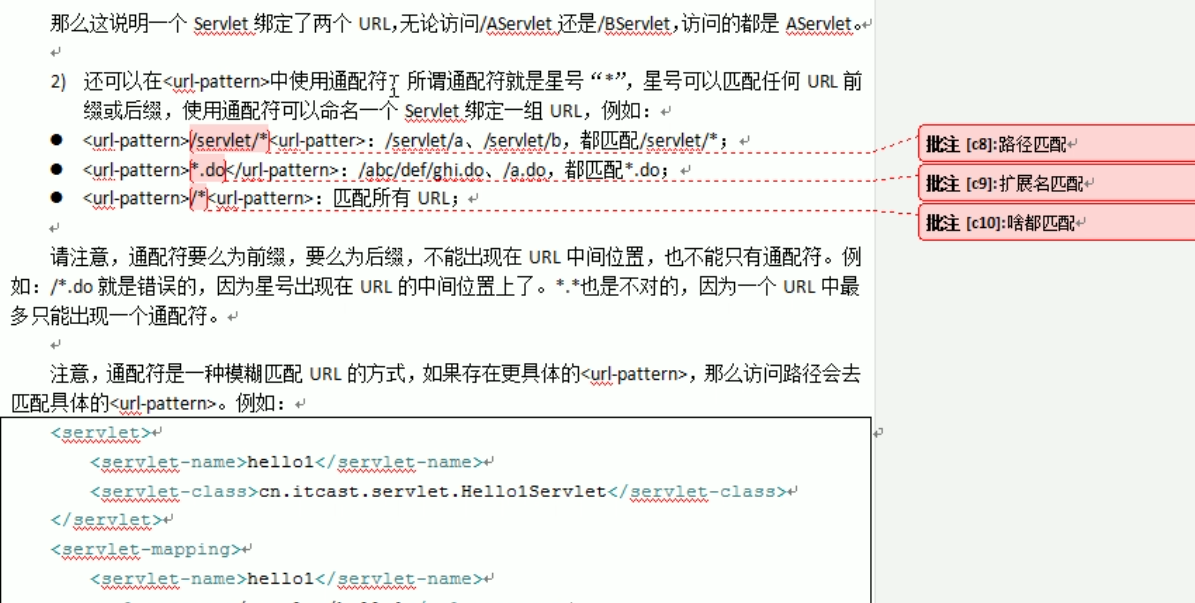 那么这说明一个 Servlet 绑定了两个 URL,无论访问/AServlet 还是/BServlet,访问的都是 AServlet。
2) 还可以在<url-pattern>中使用通配符，所谓通配符就是星号“*”，星号可以匹配任何 URL 前
缀或后缀，使用通配符可以命名一个 Servlet 绑定一组 URL，例如：
● <url-pattern>/servlet/*<url-patter>：/servlet/a、/servlet/b，都匹配/servlet/*；
批注 [c8]:路径匹配
● <url-pattern>*.do</url-pattern>：/abc/def/ghi.do、/a.do，都匹配*.do；
批注 [c9]:扩展名匹配
● <url-pattern>/*<url-pattern>：匹配所有 URL；
批注 [c10]:啥都匹配
请注意，通配符要么为前缀，要么为后缀，不能出现在 URL 中间位置，也不能只有通配符。例
如：/*.do 就是错误的，因为星号出现在 URL 的中间位置上了。*.*也是不对的，因为一个 URL 中最
多只能出现一个通配符。
注意，通配符是一种模糊匹配 URL 的方式，如果存在更具体的<url-pattern>，那么访问路径会去
匹配具体的<url-pattern>。例如：
<servlet>
<servlet-name>hello1</servlet-name>
<servlet-class>cn.itcast.servlet.Hello1Servlet</servlet-class>
</servlet>
<servlet-mapping>
<servlet-name>hello1</servlet-name>